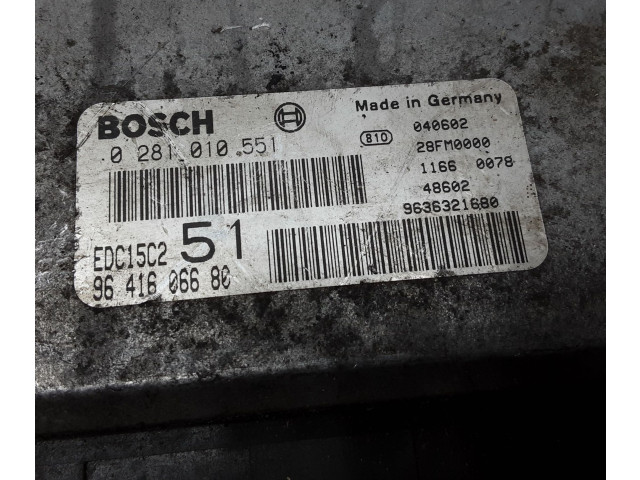 BOSCH
0 281 010 551
EDC15C2 51
96 418 066 80
Made in Germany
810 040602
28FM0000
1166 0078
48602
9636321680